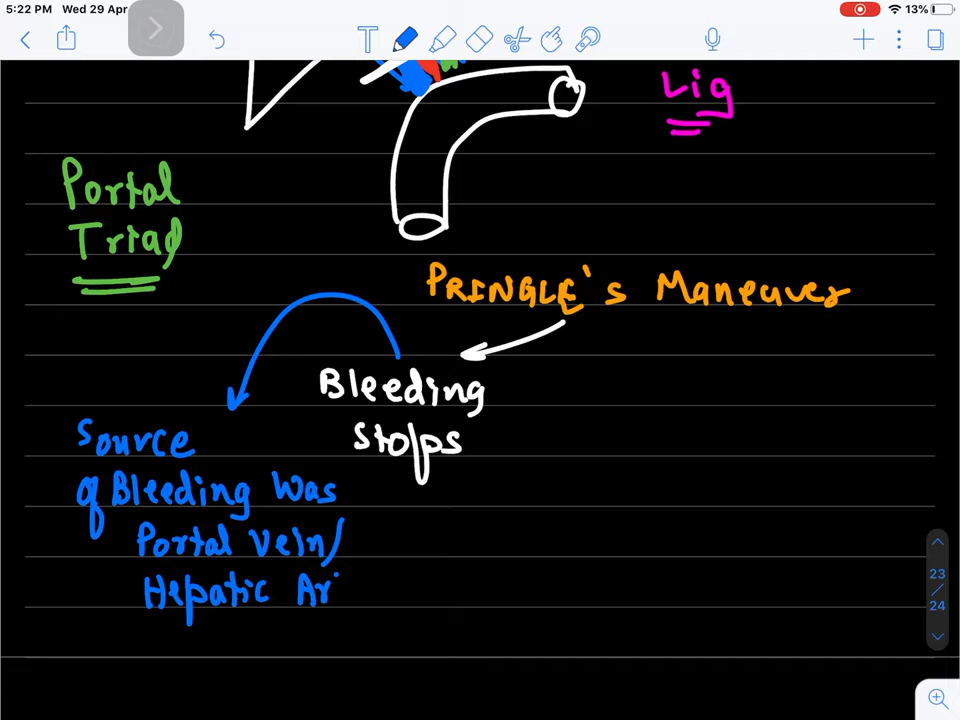 5:22 PM Wed 29 Apr
13%
T
Lig
Portal
Triad
PRINGLE's Maneuver
Bleeding
Stops
Source
of Bleeding Was
Portal Vein/
Hepatic Ar
23
/
24